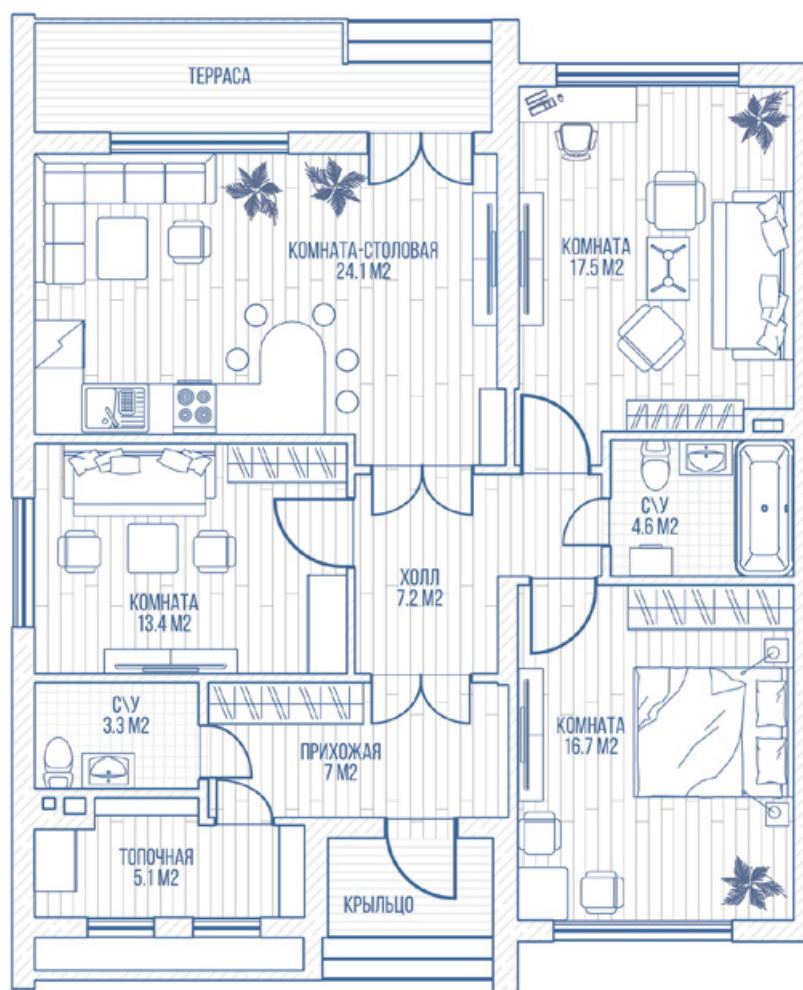 ТЕРРАСА
КОМНАТА-СТОЛОВАЯ
24.1 М2
КОМНАТА
17.5 М2
С\У
4.6 М2
ХОЛЛ
7.2 М2
КОМНАТА
13.4 М2
С\У
3.3 М2
ПРИХОЖАЯ
7 М2
КОМНАТА
16.7 М2
ТОПОЧНАЯ
5.1 М2
КРЫЛЬЦО